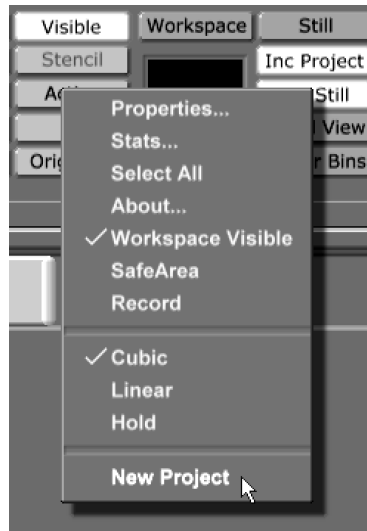 Visible Workspace Still
Stencil Inc Project
Still
View
Bins
Properties...
Stats...
Select All
About...
Workspace Visible
SafeArea
Record
Cubic
Linear
Hold
New Project